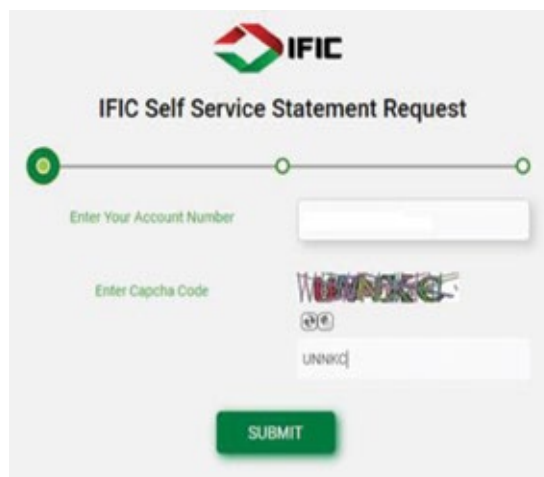 IFIC
IFIC Self Service Statement Request
Enter Your Account Number
Enter Capcha Code
UNNKC
SUBMIT